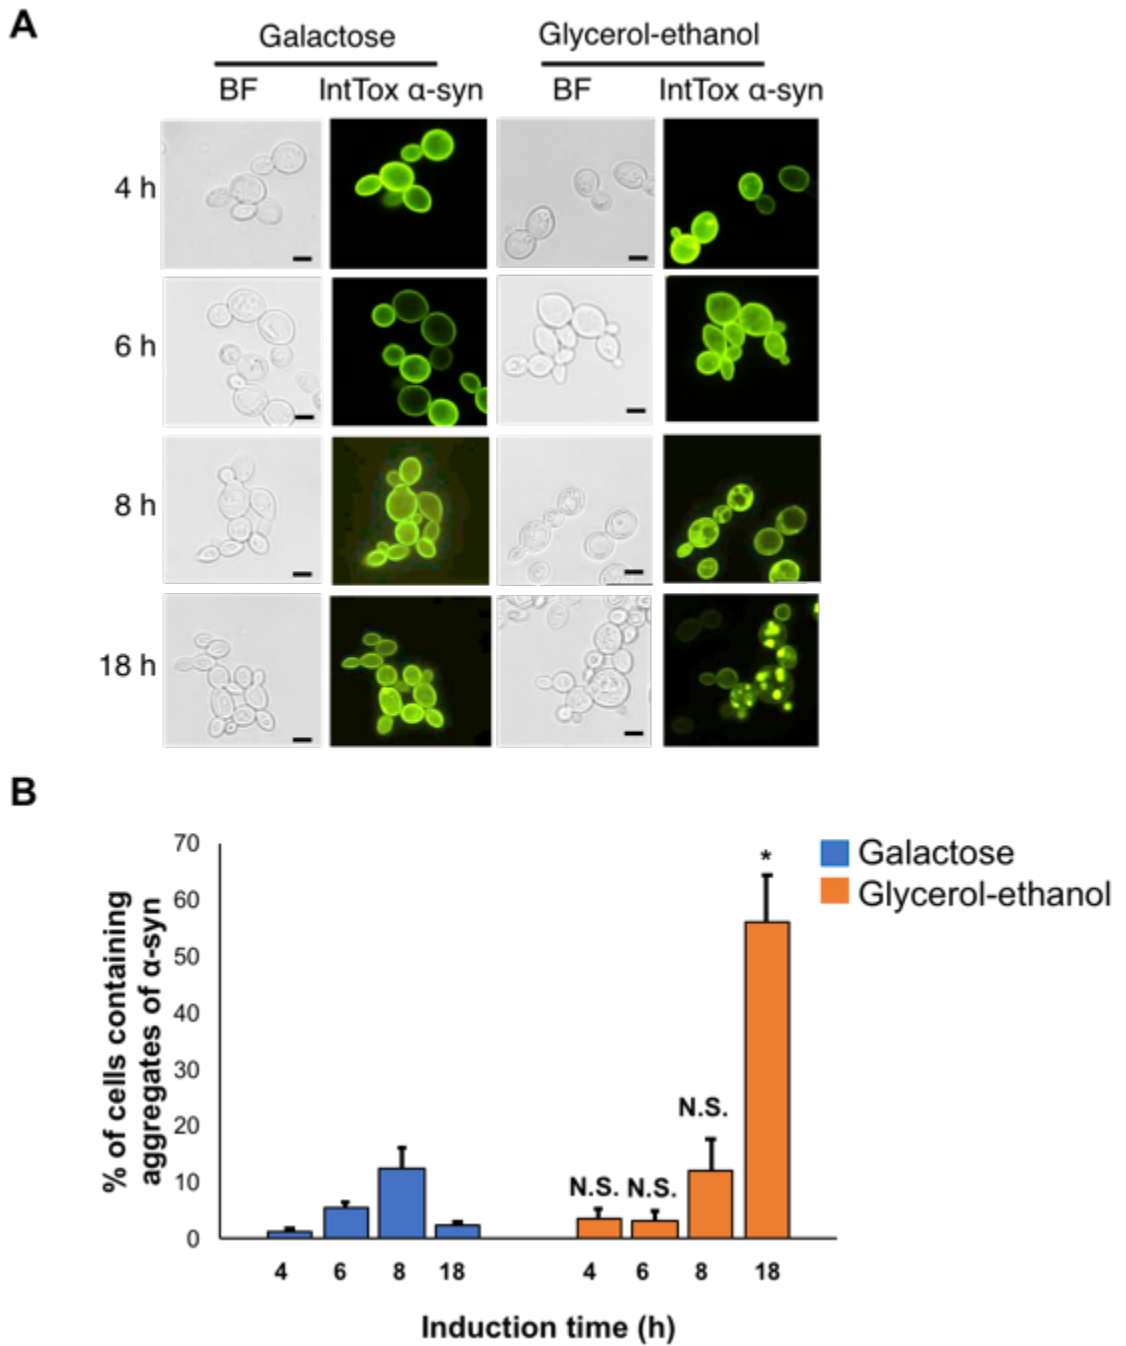 A
Galactose
Glycerol-ethanol
BF
IntTox α-syn
BF
IntTox α-syn
4 h
6 h
8 h
18 h
B
% of cells containing
aggregates of α-syn
70
60
50
40
30
20
10
0
N.S.
N.S.
N.S.
*
Galactose
Glycerol-ethanol
4
6
8
18
4
6
8
18
Induction time (h)